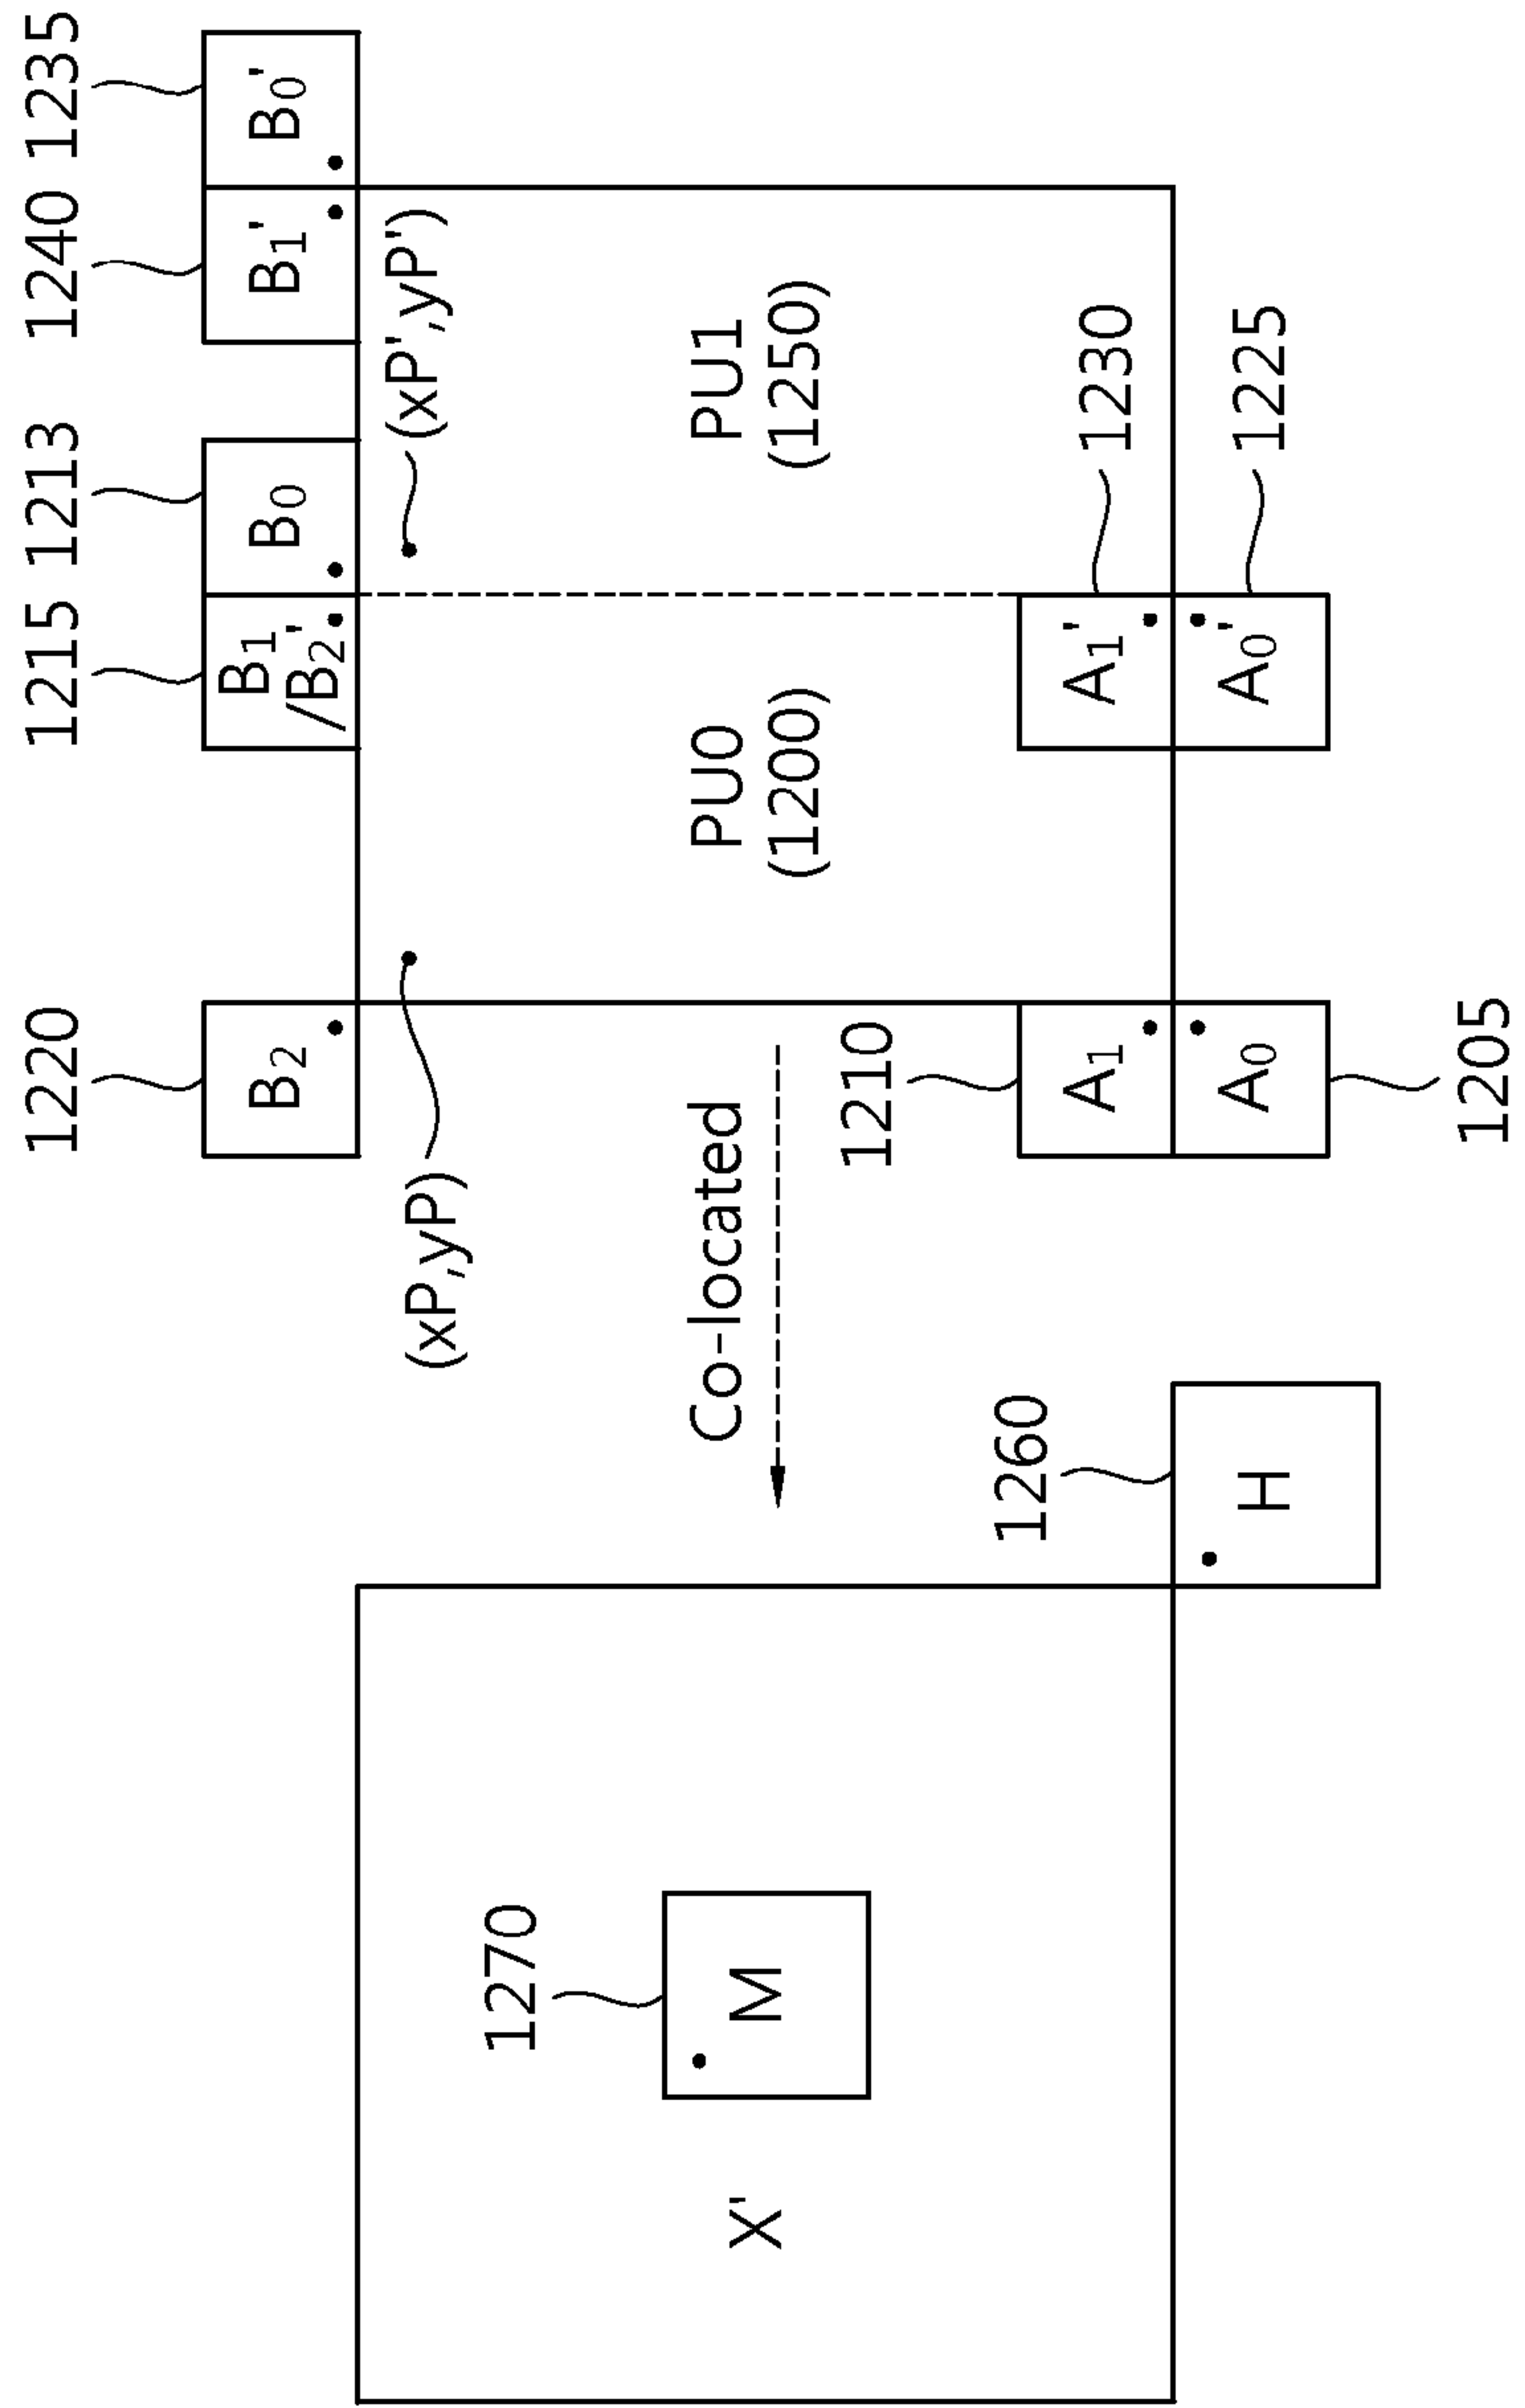 1220
1215
1213
1240
1235
B₂
B₁
/B₂'
B₀
B₁'
B₀'
(xP,yP)
(xP',yP")
1270
X'
M
Co-located
PU0
(1200)
PU1
(1250)
1210
1260
A₁
A₁'
1230
H
A₀
A₀'
1225
1205